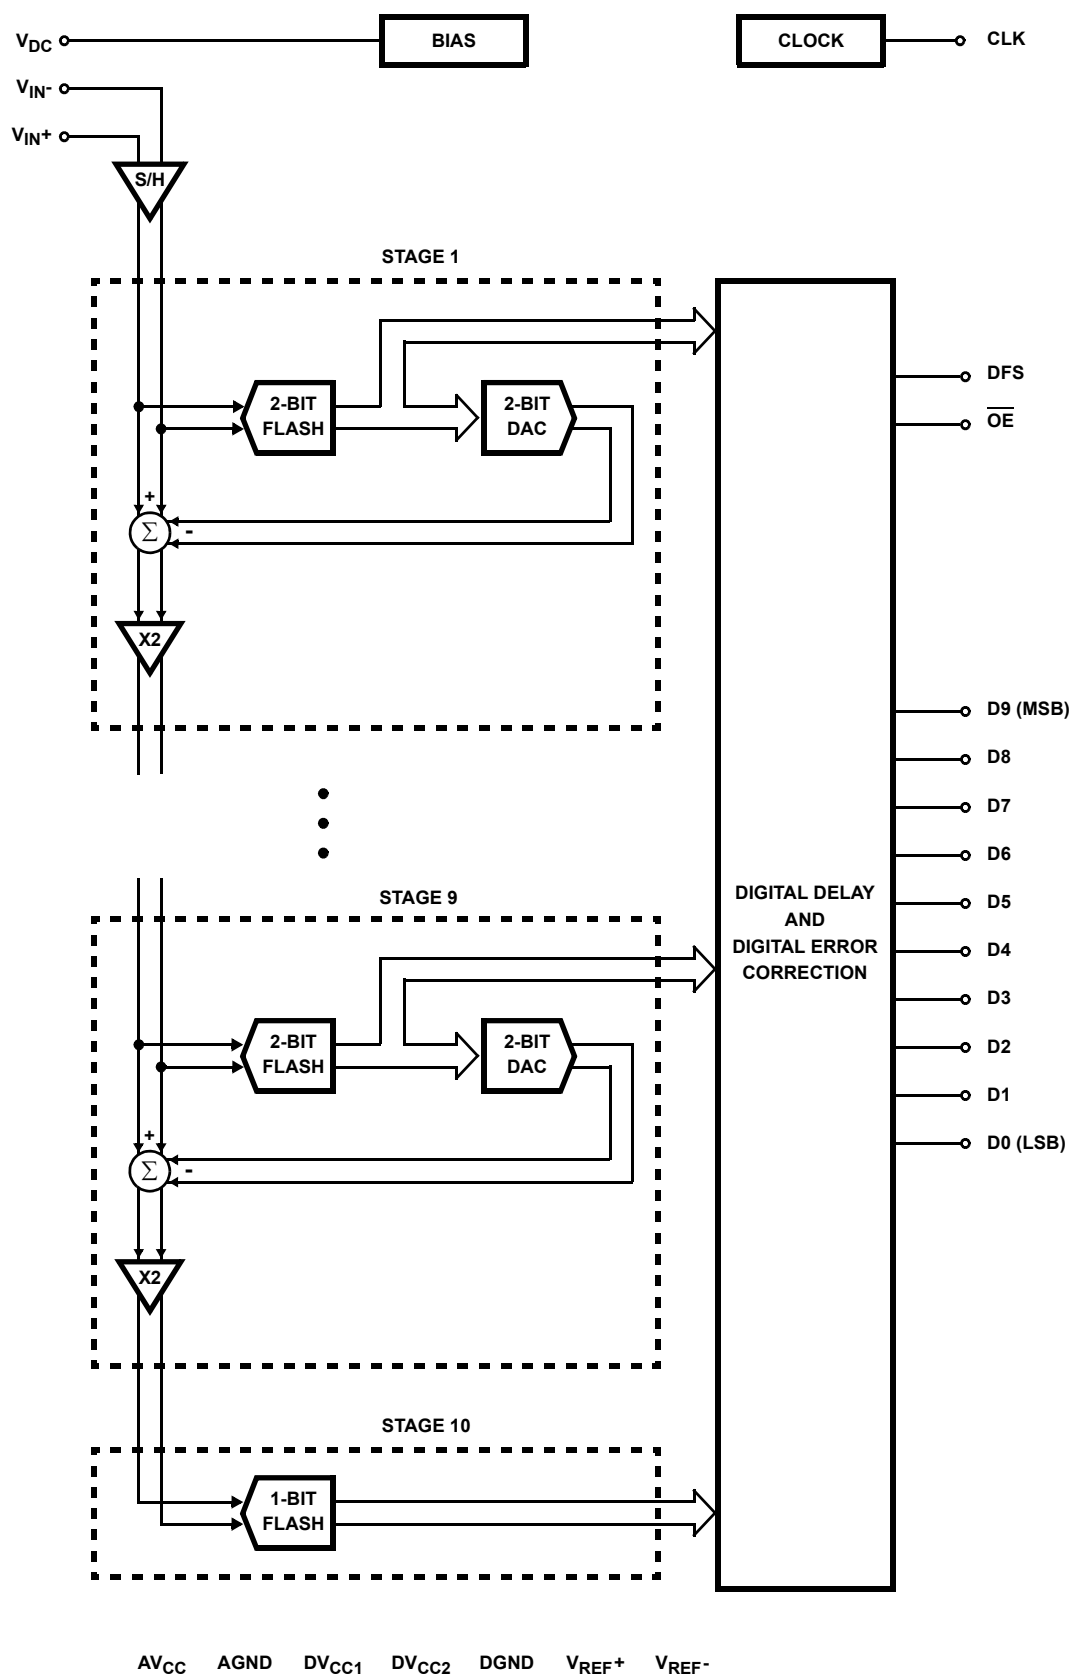 V_DC BIAS CLOCK CLK
V_IN-
V_IN+
S/H
STAGE 1
2-BIT
FLASH
2-BIT
DAC
+
Σ -
X2
STAGE 9
2-BIT
FLASH
2-BIT
DAC
+
Σ -
X2
STAGE 10
1-BIT
FLASH
DIGITAL DELAY
AND
DIGITAL ERROR
CORRECTION
DFS
O̅E̅
D9 (MSB)
D8
D7
D6
D5
D4
D3
D2
D1
D0 (LSB)
AV_CC AGND DV_CC1 DV_CC2 DGND V_REF+ V_REF-